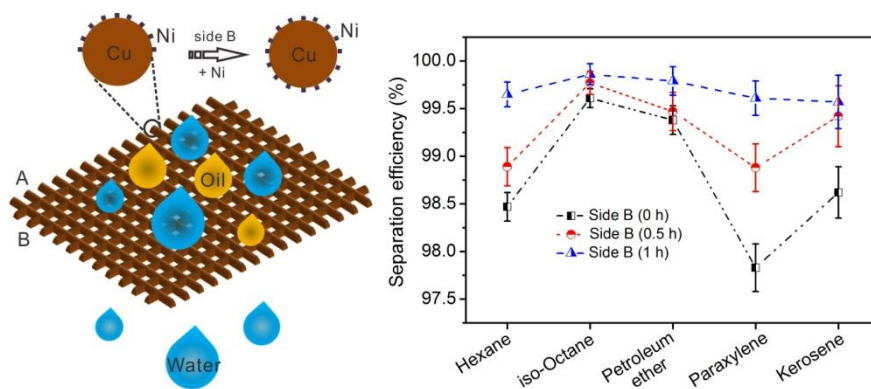 Ni
side B
Ni
Cu
+ Ni
Cu
A
Oil
B
Water
Separation efficiency (%)
100.0
99.5
99.0
98.5
98.0
97.5
Side B (0 h)
Side B (0.5 h)
Side B (1 h)
Hexane
iso-Octane
Petroleum
ether
Paraxylene
Kerosene